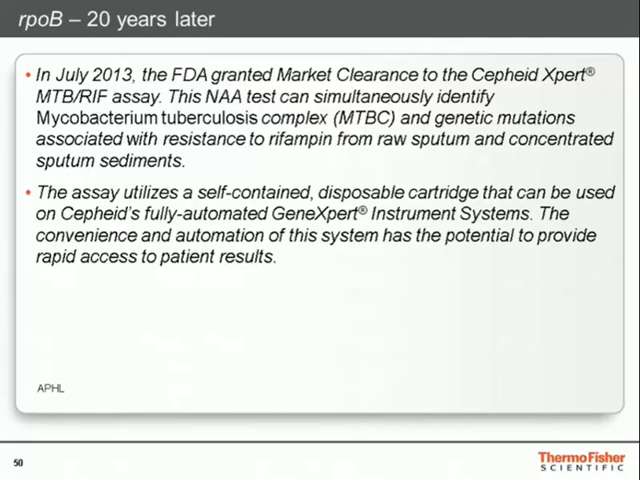 rpoB – 20 years later
• In July 2013, the FDA granted Market Clearance to the Cepheid Xpert®
MTB/RIF assay. This NAA test can simultaneously identify
Mycobacterium tuberculosis complex (MTBC) and genetic mutations
associated with resistance to rifampin from raw sputum and concentrated
sputum sediments.
• The assay utilizes a self-contained, disposable cartridge that can be used
on Cepheid's fully-automated GeneXpert® Instrument Systems. The
convenience and automation of this system has the potential to provide
rapid access to patient results.
APHL
50
ThermoFisher
SCIENTIFIC